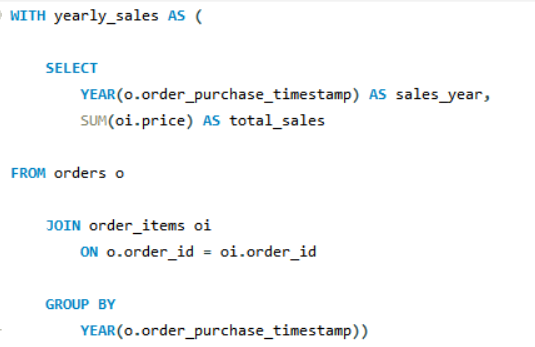 WITH yearly_sales AS (
SELECT
YEAR(o.order_purchase_timestamp) AS sales_year,
SUM(oi.price) AS total_sales
FROM orders o
JOIN order_items oi
ON o.order_id = oi.order_id
GROUP BY
YEAR(o.order_purchase_timestamp))